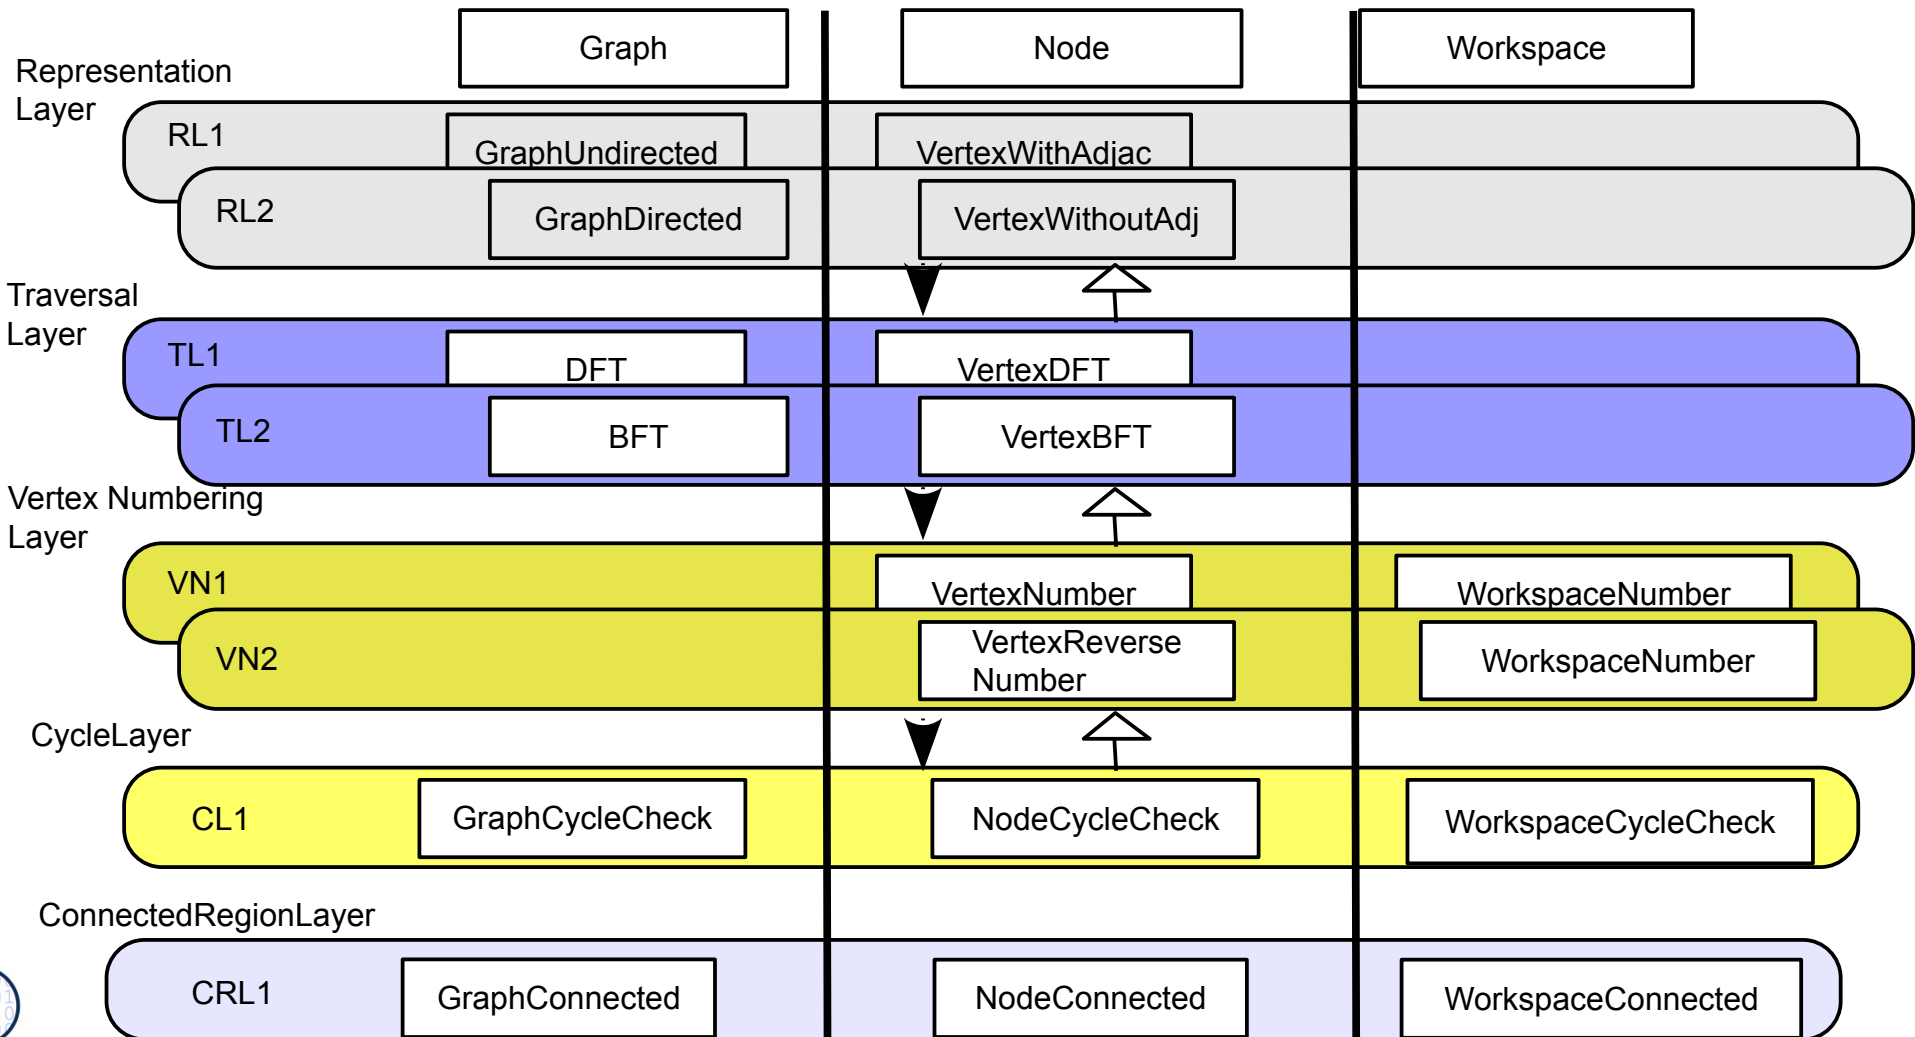 Graph
Node
Workspace
Representation
Layer
RL1
GraphUndirected
VertexWithAdjac
RL2
GraphDirected
VertexWithoutAdj
Traversal
Layer
TL1
DFT
VertexDFT
TL2
BFT
VertexBFT
Vertex Numbering
Layer
VN1
VertexNumber
WorkspaceNumber
VN2
VertexReverse
Number
WorkspaceNumber
CycleLayer
CL1
GraphCycleCheck
NodeCycleCheck
WorkspaceCycleCheck
ConnectedRegionLayer
CRL1
GraphConnected
NodeConnected
WorkspaceConnected